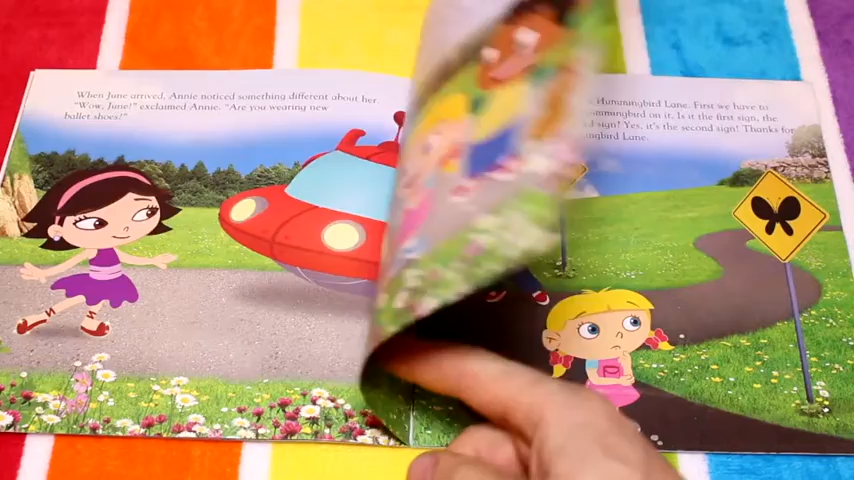 When June arrived, Annie noticed something different about her.
"Wow, June!" exclaimed Annie. "Are you wearing new
ballet shoes?"
Hummingbird Lane. First we have to
mmingbird on it. Is it the first sign, the
d sign? Yes, it's the second sign! Thanks for
ngbird Lane.